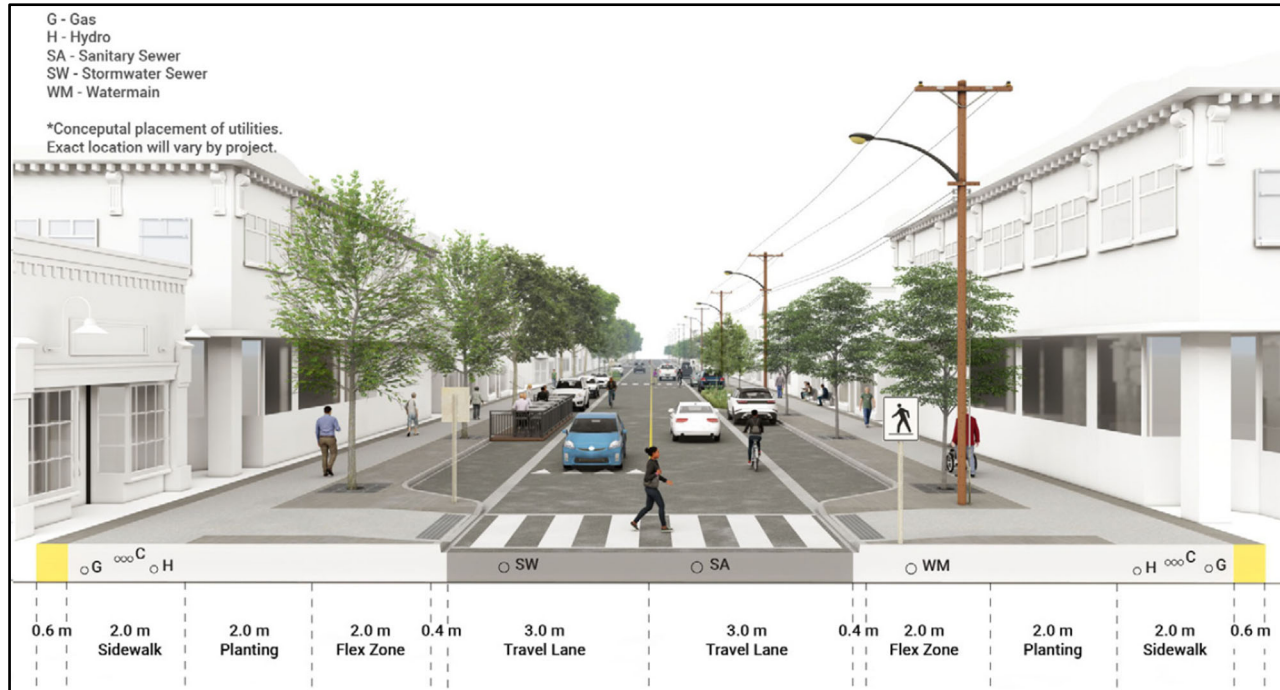 G - Gas
H - Hydro
SA - Sanitary Sewer
SW - Stormwater Sewer
WM - Watermain
*Conceputal placement of utilities.
Exact location will vary by project.
G C H SW SA WM H C G
0.6 m 2.0 m 2.0 m 2.0 m 0.4 m 3.0 m 3.0 m 0.4 m 2.0 m 2.0 m 2.0 m 0.6 m
Sidewalk Planting Flex Zone Travel Lane Travel Lane Flex Zone Planting Sidewalk